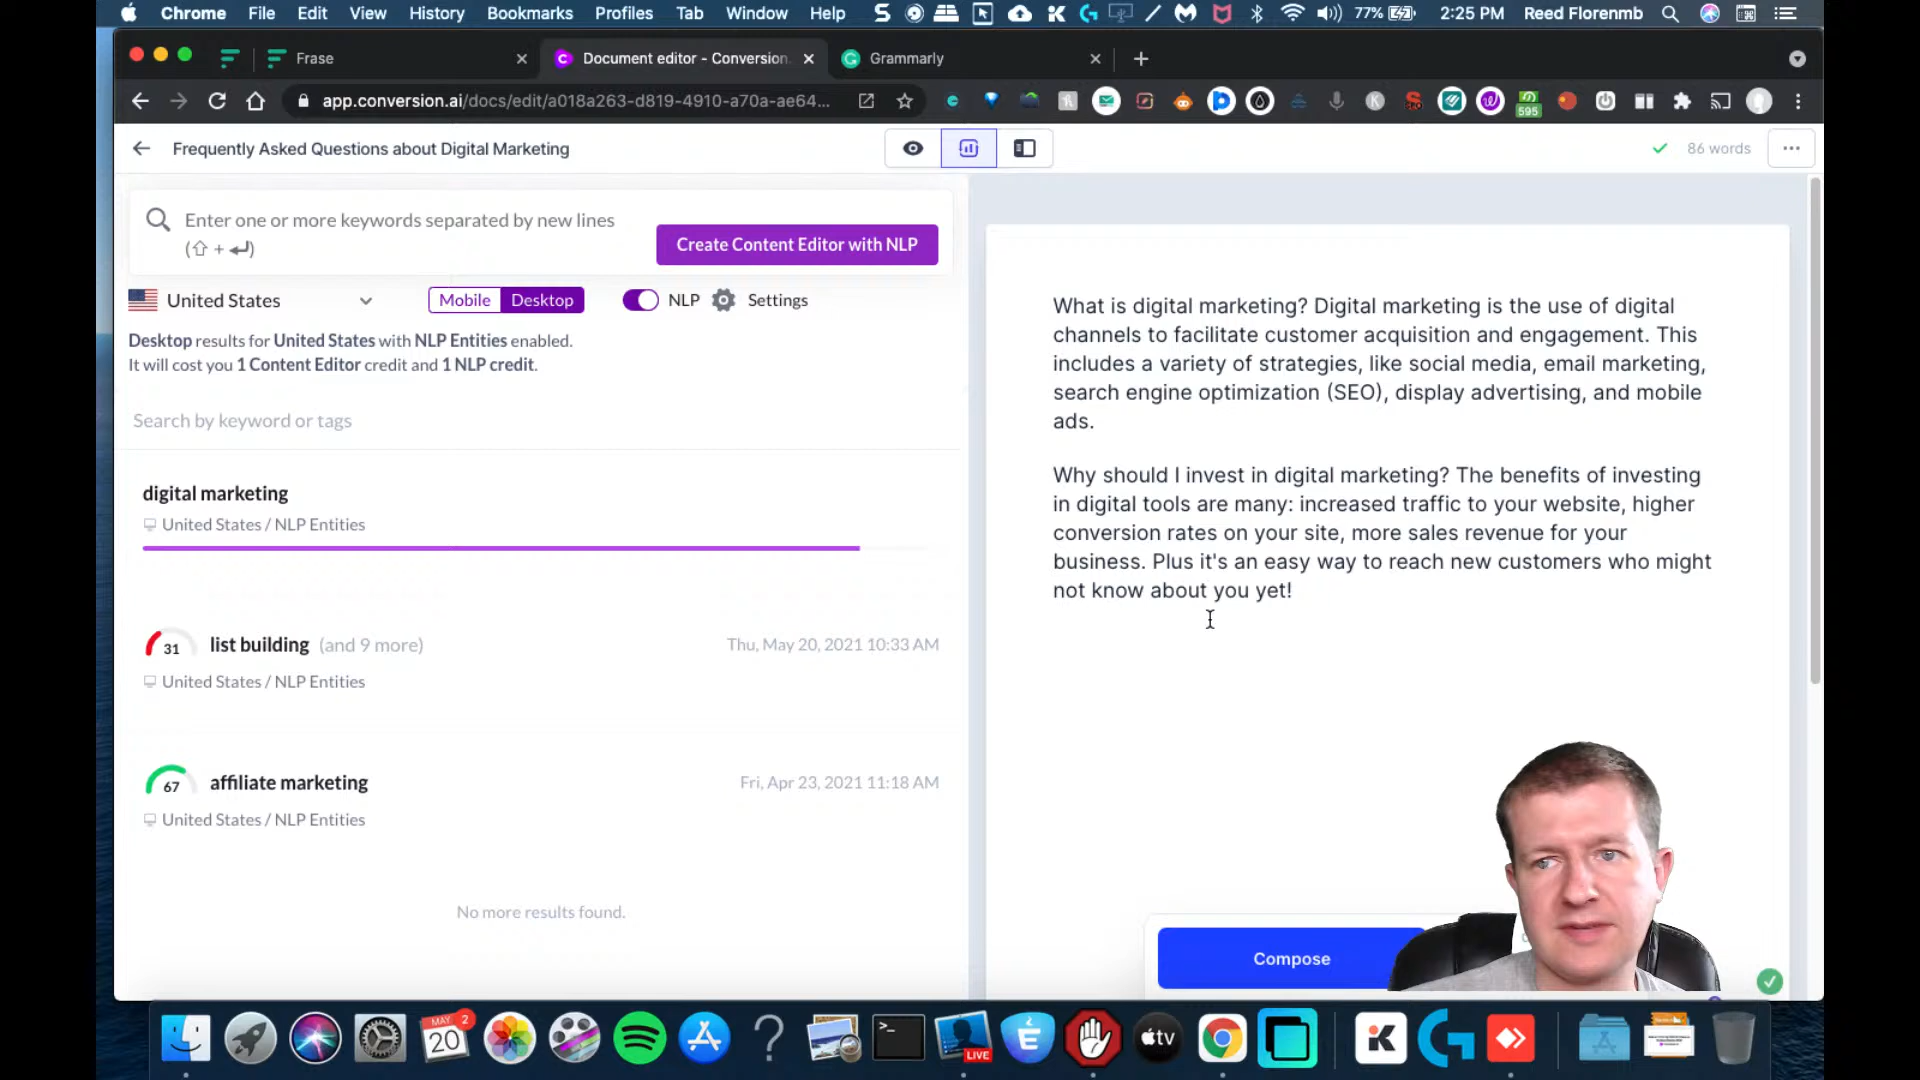 Chrome File Edit View History Bookmarks Profiles Tab Window Help 77% 2:25 PM Reed Florenmb
Frase
Document editor - Conversion.
Grammarly
app.conversion.ai/docs/edit/a018a263-d819-4910-a70a-ae64...
595
Frequently Asked Questions about Digital Marketing
86 words
Enter one or more keywords separated by new lines
(⇧ + ↵)
Create Content Editor with NLP
United States
Mobile
Desktop
NLP
Settings
Desktop results for United States with NLP Entities enabled.
It will cost you 1 Content Editor credit and 1 NLP credit.
Search by keyword or tags
digital marketing
United States / NLP Entities
31
list building (and 9 more)
Thu, May 20, 2021 10:33 AM
United States / NLP Entities
67
affiliate marketing
Fri, Apr 23, 2021 11:18 AM
United States / NLP Entities
No more results found.
What is digital marketing? Digital marketing is the use of digital
channels to facilitate customer acquisition and engagement. This
includes a variety of strategies, like social media, email marketing,
search engine optimization (SEO), display advertising, and mobile
ads.
Why should I invest in digital marketing? The benefits of investing
in digital tools are many: increased traffic to your website, higher
conversion rates on your site, more sales revenue for your
business. Plus it's an easy way to reach new customers who might
not know about you yet!
Compose
MAY
20
2
LIVE
tv